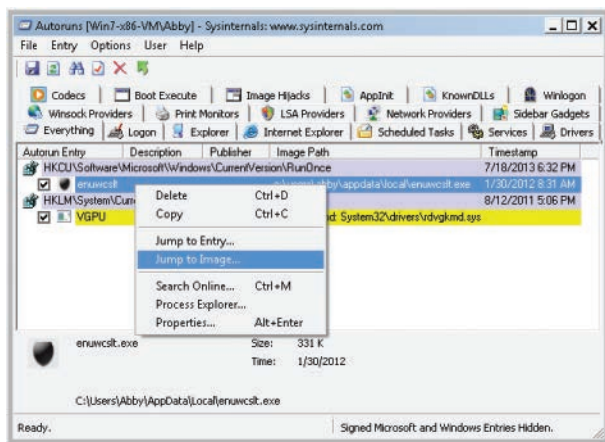 Autoruns [Win7-x86-VM\Abby] - Sysinternals: www.sysinternals.com
File Entry Options User Help
Codecs Boot Execute Image Hijacks AppInit KnownDLLs Winlogon
Winsock Providers Print Monitors LSA Providers Network Providers Sidebar Gadgets
Everything Logon Explorer Internet Explorer Scheduled Tasks Services Drivers
Autorun Entry Description Publisher Image Path Timestamp
HKCU\Software\Microsoft\Windows\CurrentVersion\RunOnce 7/18/2013 6:32 PM
enuwcslt c:\users\abby\appdata\local\enuwcslt.exe 1/30/2012 8:31 AM
HKLM\System\Curr 8/12/2011 5:06 PM
VGPU System32\drivers\rdvgkmd.sys
Delete Ctrl+D
Copy Ctrl+C
Jump to Entry...
Jump to Image...
Search Online... Ctrl+M
Process Explorer...
Properties... Alt+Enter
enuwcslt.exe Size: 331 K
Time: 1/30/2012
C:\Users\Abby\AppData\Local\enuwcslt.exe
Ready. Signed Microsoft and Windows Entries Hidden.